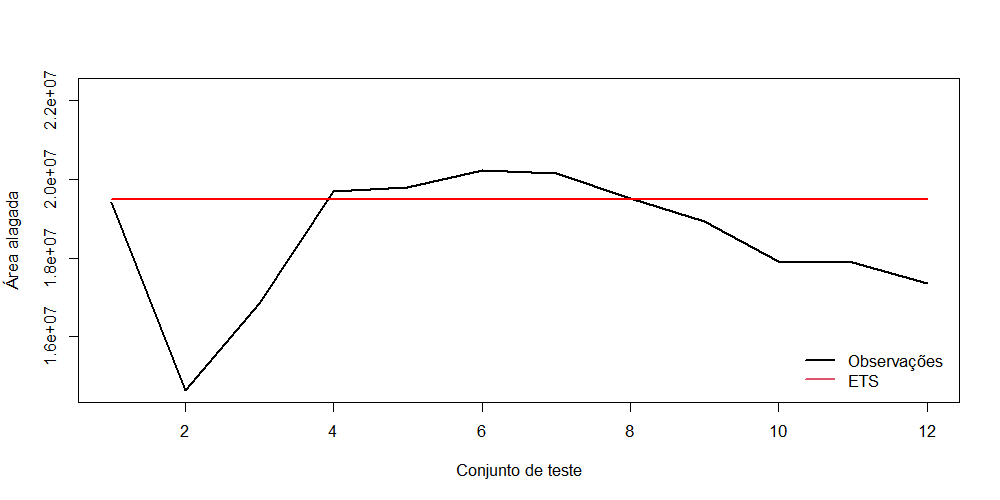 Área alagada
2.2e+07
2.0e+07
1.8e+07
1.6e+07
Observações
ETS
2 4 6 8 10 12
Conjunto de teste